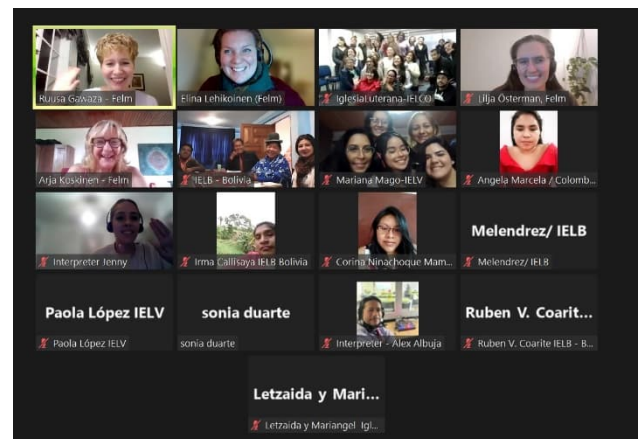 Ruusa Gawaza - Felm
Elina Lehikoinen (Felm)
IglesiaLuterana-IELCO
Lilja Österman, Felm
Arja Koskinen - Felm
IELB - Bolivia
Mariana Mago-IELV
Angela Marcela / Colomb...
Interpreter Jenny
Irma Callisaya IELB Bolivia
Corina Ninachoque Mam...
Melendrez/ IELB
Melendrez/ IELB
Paola López IELV
Paola López IELV
sonia duarte
sonia duarte
Interpreter - Alex Albuja
Ruben V. Coarit...
Ruben V. Coarite IELB - B...
Letzaida y Mari...
Letzaida y Mariangel Igl...